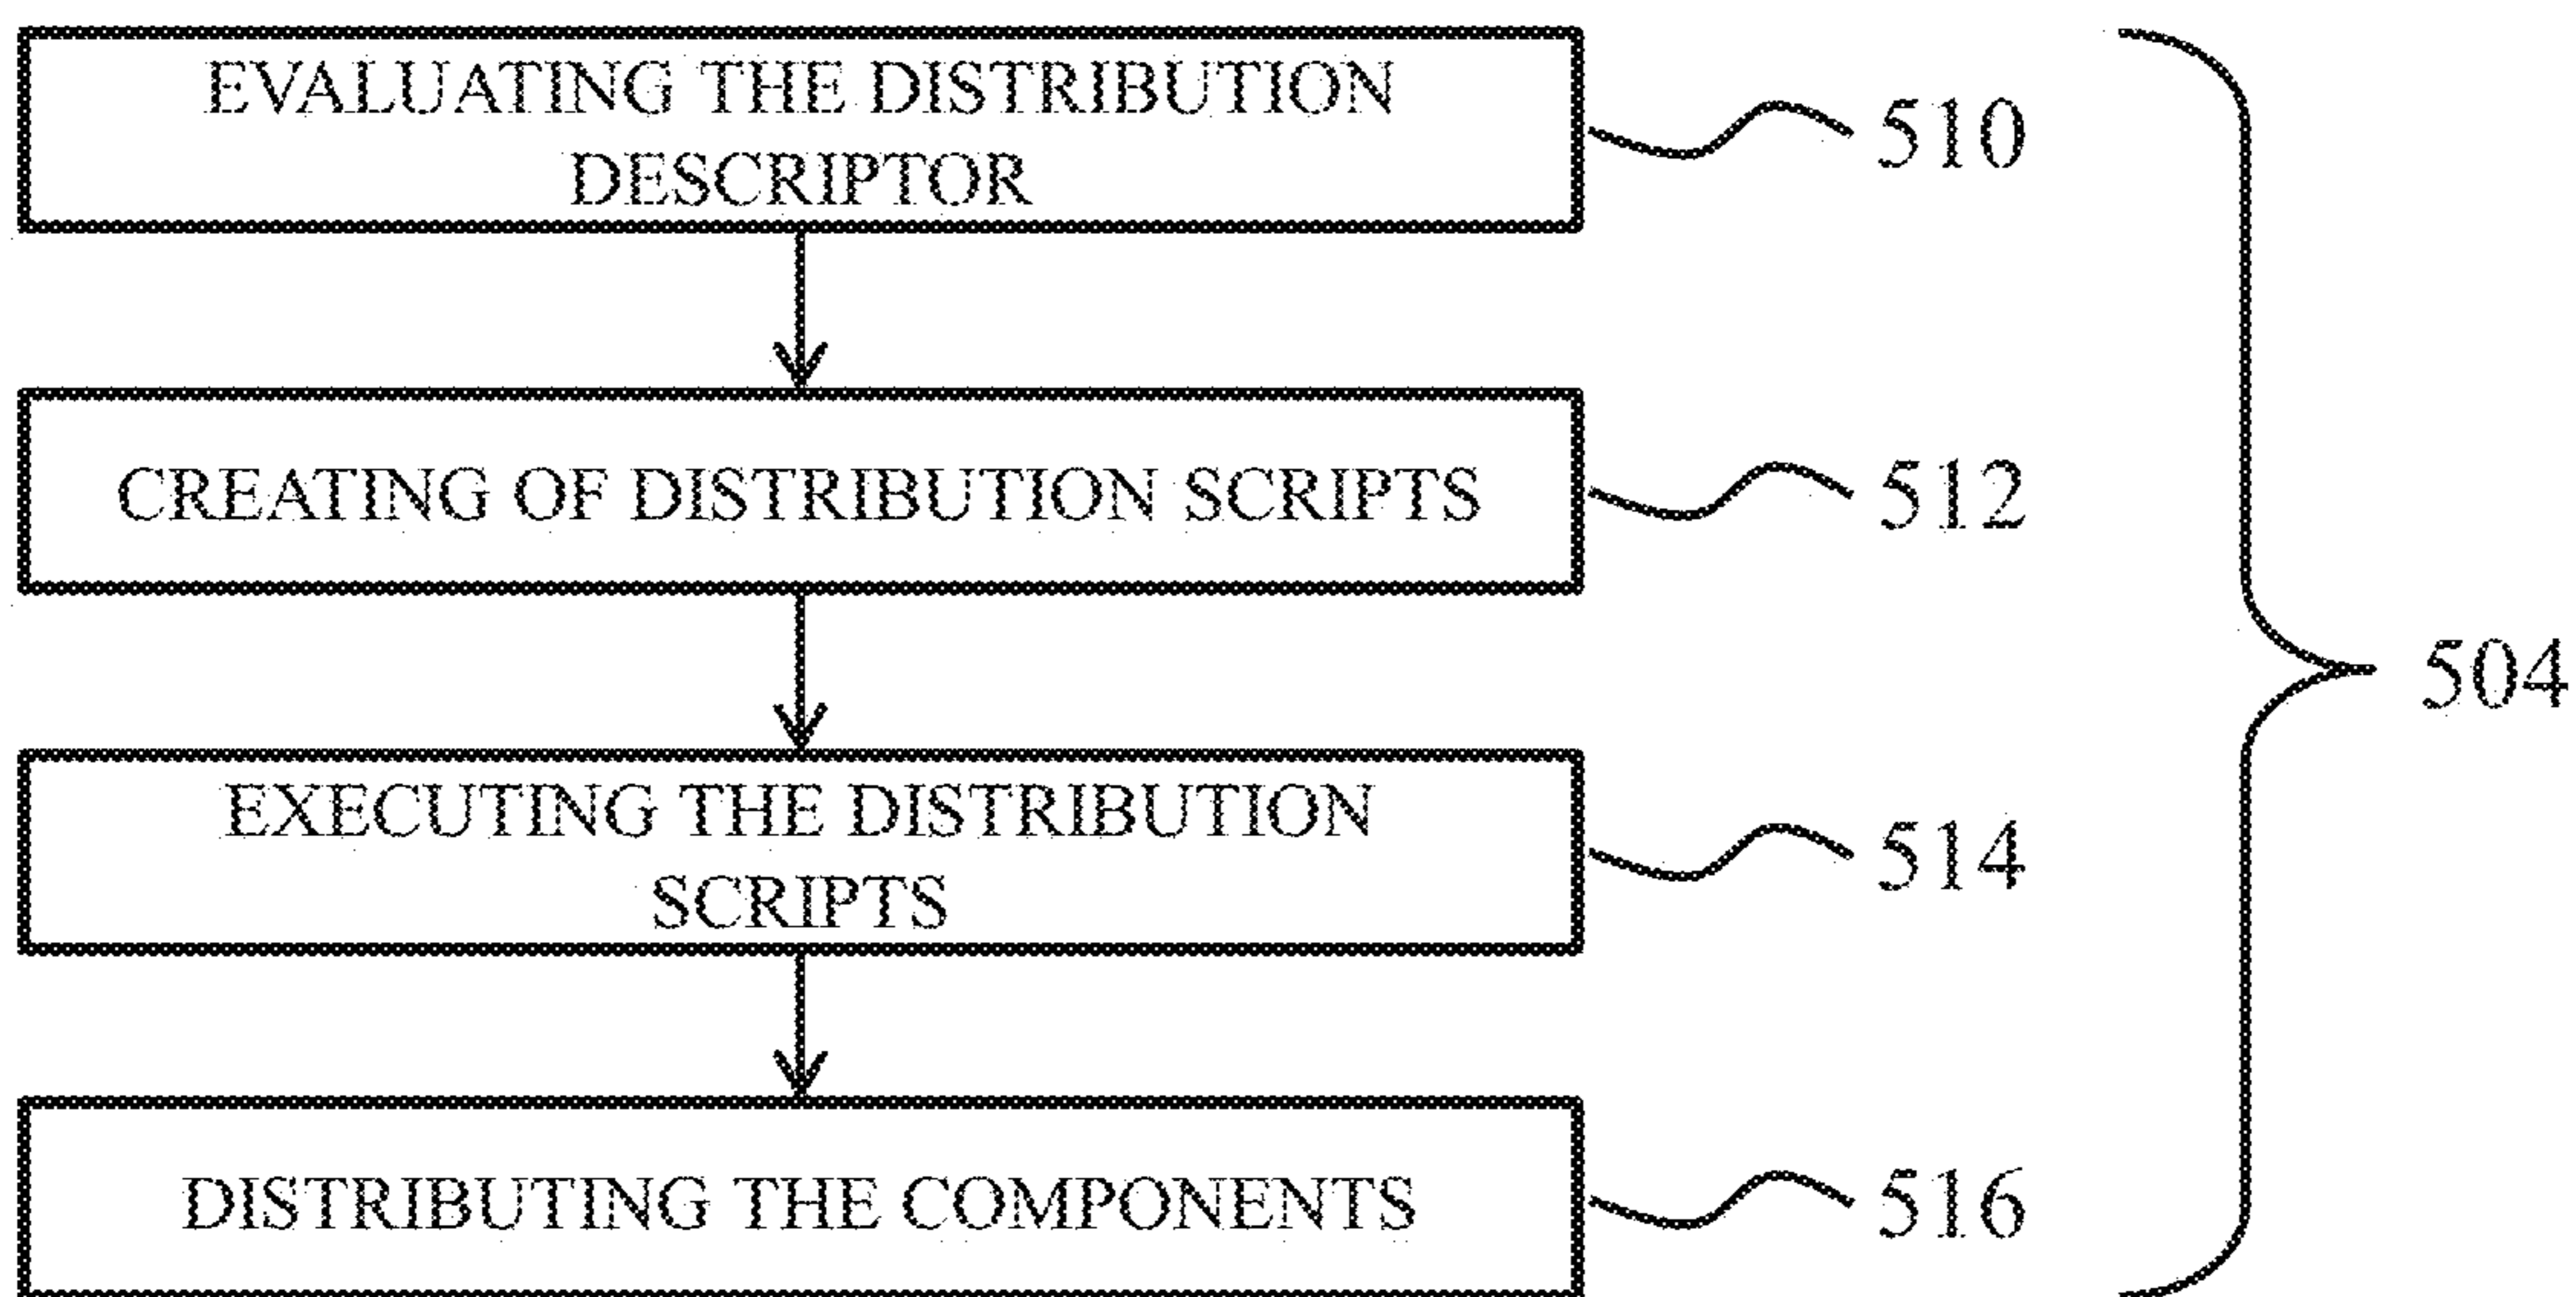 EVALUATING THE DISTRIBUTION
DESCRIPTOR
510
CREATING OF DISTRIBUTION SCRIPTS
512
504
EXECUTING THE DISTRIBUTION
SCRIPTS
514
DISTRIBUTING THE COMPONENTS
516